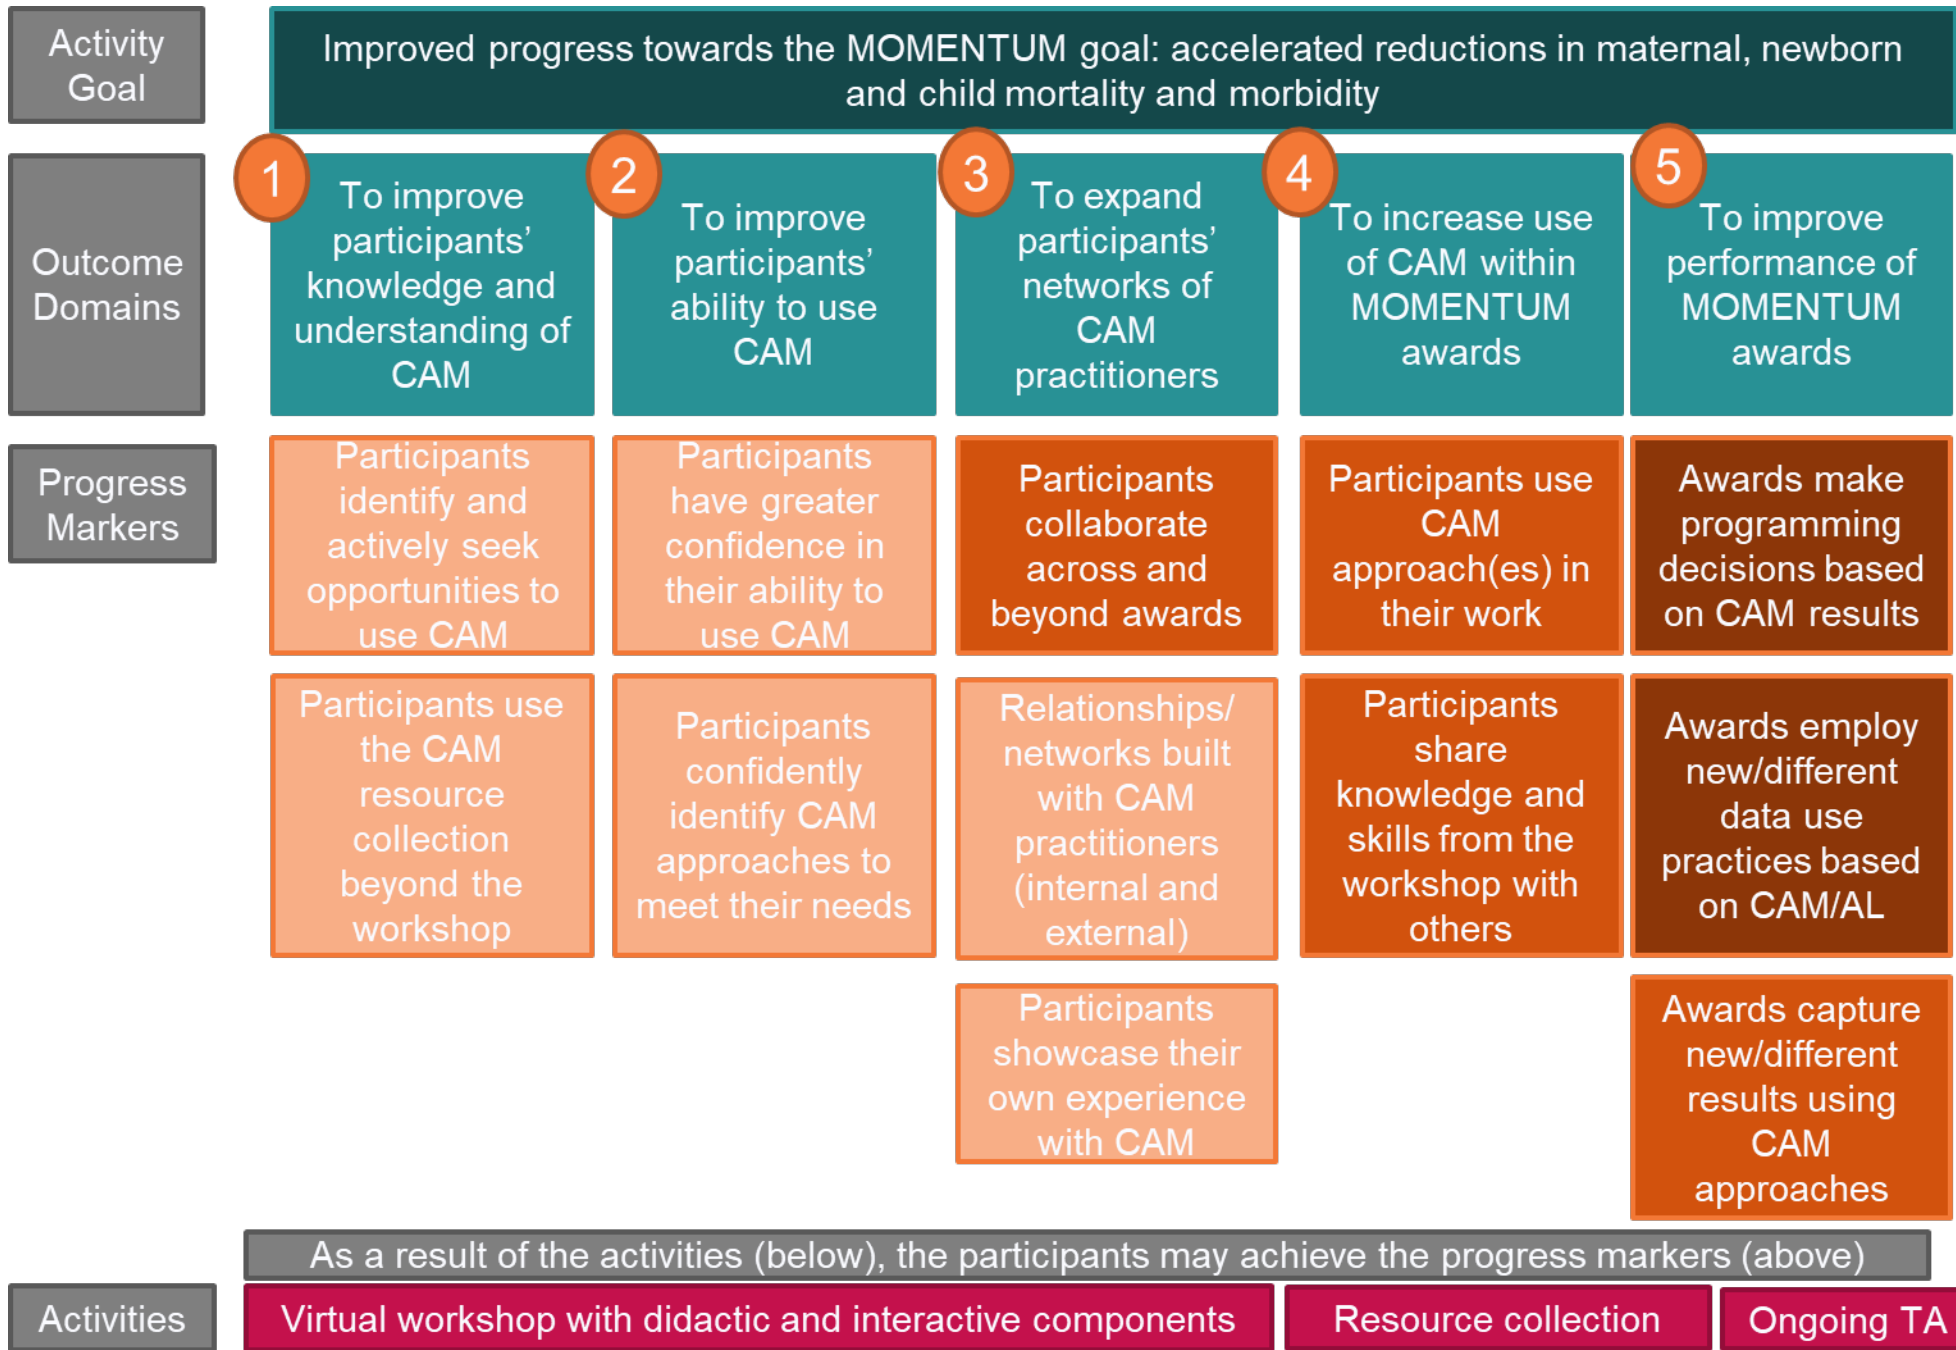 Activity
Goal
Improved progress towards the MOMENTUM goal: accelerated reductions in maternal, newborn
and child mortality and morbidity
Outcome
Domains
1
To improve
participants’
knowledge and
understanding of
CAM
2
To improve
participants’
ability to use
CAM
3
To expand
participants’
networks of
CAM
practitioners
4
To increase use
of CAM within
MOMENTUM
awards
5
To improve
performance of
MOMENTUM
awards
Progress
Markers
Participants
identify and
actively seek
opportunities to
use CAM
Participants
have greater
confidence in
their ability to
use CAM
Participants
collaborate
across and
beyond awards
Participants use
CAM
approach(es) in
their work
Awards make
programming
decisions based
on CAM results
Participants use
the CAM
resource
collection
beyond the
workshop
Participants
confidently
identify CAM
approaches to
meet their needs
Relationships/
networks built
with CAM
practitioners
(internal and
external)
Participants
share
knowledge and
skills from the
workshop with
others
Awards employ
new/different
data use
practices based
on CAM/AL
Participants
showcase their
own experience
with CAM
Awards capture
new/different
results using
CAM
approaches
As a result of the activities (below), the participants may achieve the progress markers (above)
Activities
Virtual workshop with didactic and interactive components
Resource collection
Ongoing TA